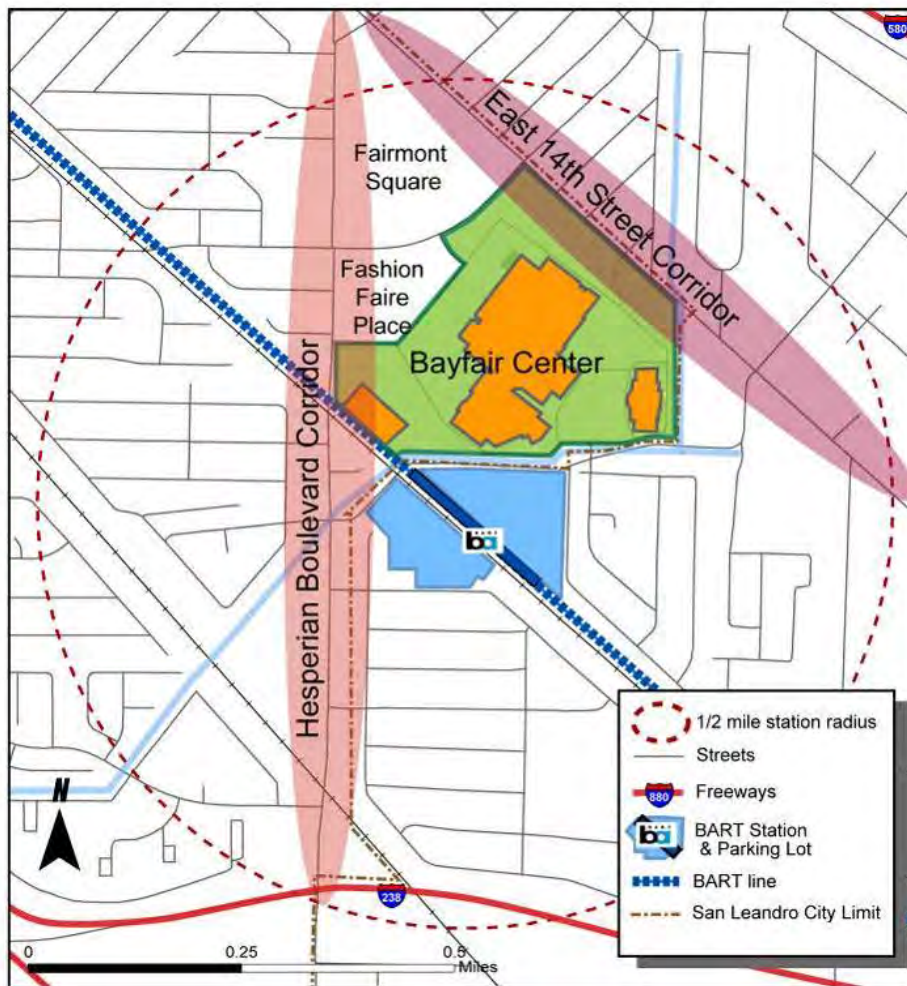 580
East 14th Street Corridor
Fairmont
Square
Fashion
Faire
Place
Bayfair Center
Hesperian Boulevard Corridor
ba
N
238
0
0.25
0.5
Miles
1/2 mile station radius
Streets
880
Freeways
ba
BART Station
& Parking Lot
BART line
San Leandro City Limit